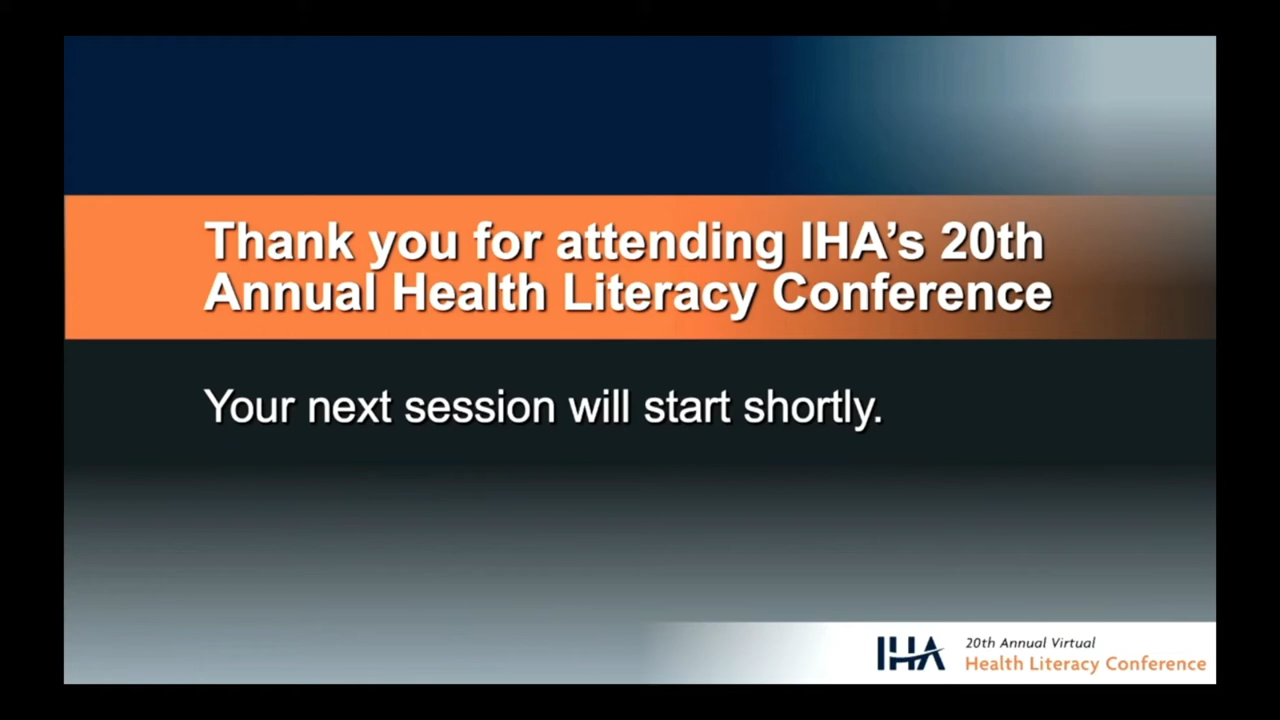 Thank you for attending IHA’s 20th
Annual Health Literacy Conference
Your next session will start shortly.
IHA
20th Annual Virtual
Health Literacy Conference